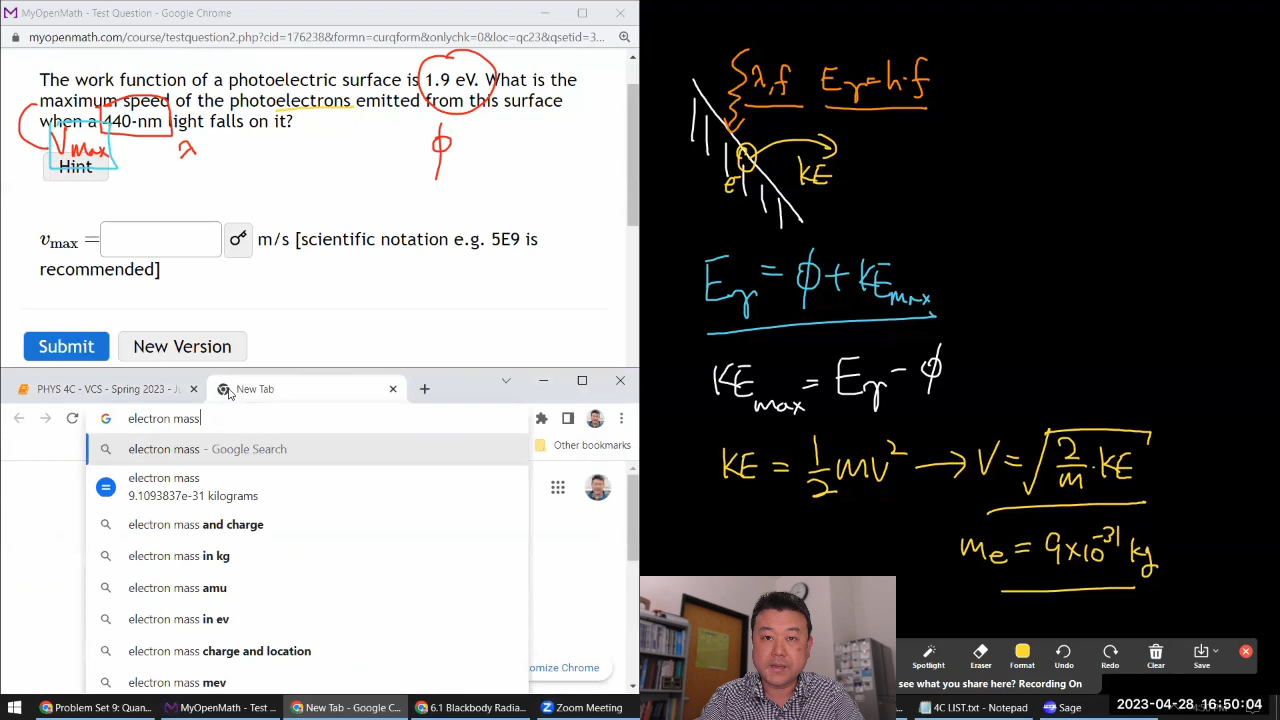 MyOpenMath - Test Question - Google Chrome
myopenmath.com/course/testquestion2.php?cid=176238&formn=curqform&onlychk=0&loc=qc23&qsetid=3...
The work function of a photoelectric surface is 1.9 eV. What is the
maximum speed of the photoelectrons emitted from this surface
when a 440-nm light falls on it?
Vmax
λ
ϕ
Hint
vmax = m/s [scientific notation e.g. 5E9 is
recommended]
Submit
New Version
PHYS 4C - VCS - Spring
New Tab
electron mass
electron mass - Google Search
Other bookmarks
electron mass
9.1093837e-31 kilograms
electron mass and charge
electron mass in kg
electron mass amu
electron mass in ev
electron mass charge and location
electron mass mev
omize Chrome
λ,f Eγ=h·f
e⁻
KE
Eγ = ϕ + KEmax
KEmax = Eγ - ϕ
KE = 1/2 mv² → V = √(2/m · KE)
me = 9×10⁻³¹ kg
Spotlight
Eraser
Format
Undo
Redo
Clear
Save
see what you share here? Recording On
Problem Set 9: Quan...
MyOpenMath - Test ...
New Tab - Google C...
6.1 Blackbody Radia...
Zoom Meeting
4C LIST.txt - Notepad
Sage
2023-04-28 16:50:04